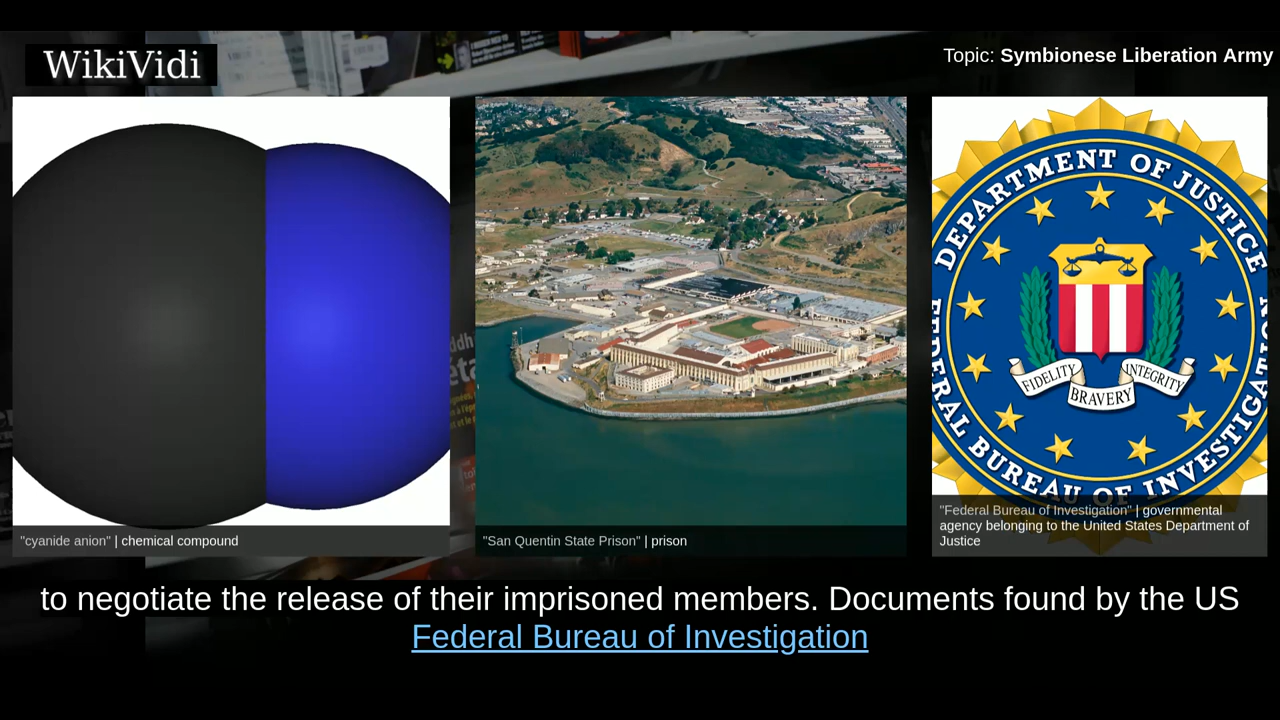 WikiVidi
Topic: Symbionese Liberation Army
DEPARTMENT OF JUSTICE
FEDERAL BUREAU OF INVESTIGATION
FIDELITY
BRAVERY
INTEGRITY
"cyanide anion" | chemical compound
"San Quentin State Prison" | prison
"Federal Bureau of Investigation" | governmental
agency belonging to the United States Department of
Justice
to negotiate the release of their imprisoned members. Documents found by the US
Federal Bureau of Investigation